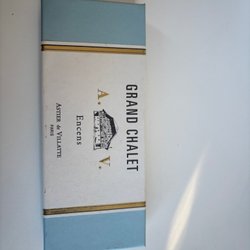 GRAND CHALET
A. V.
Encens
ASTIER de VILLATTE
PARIS